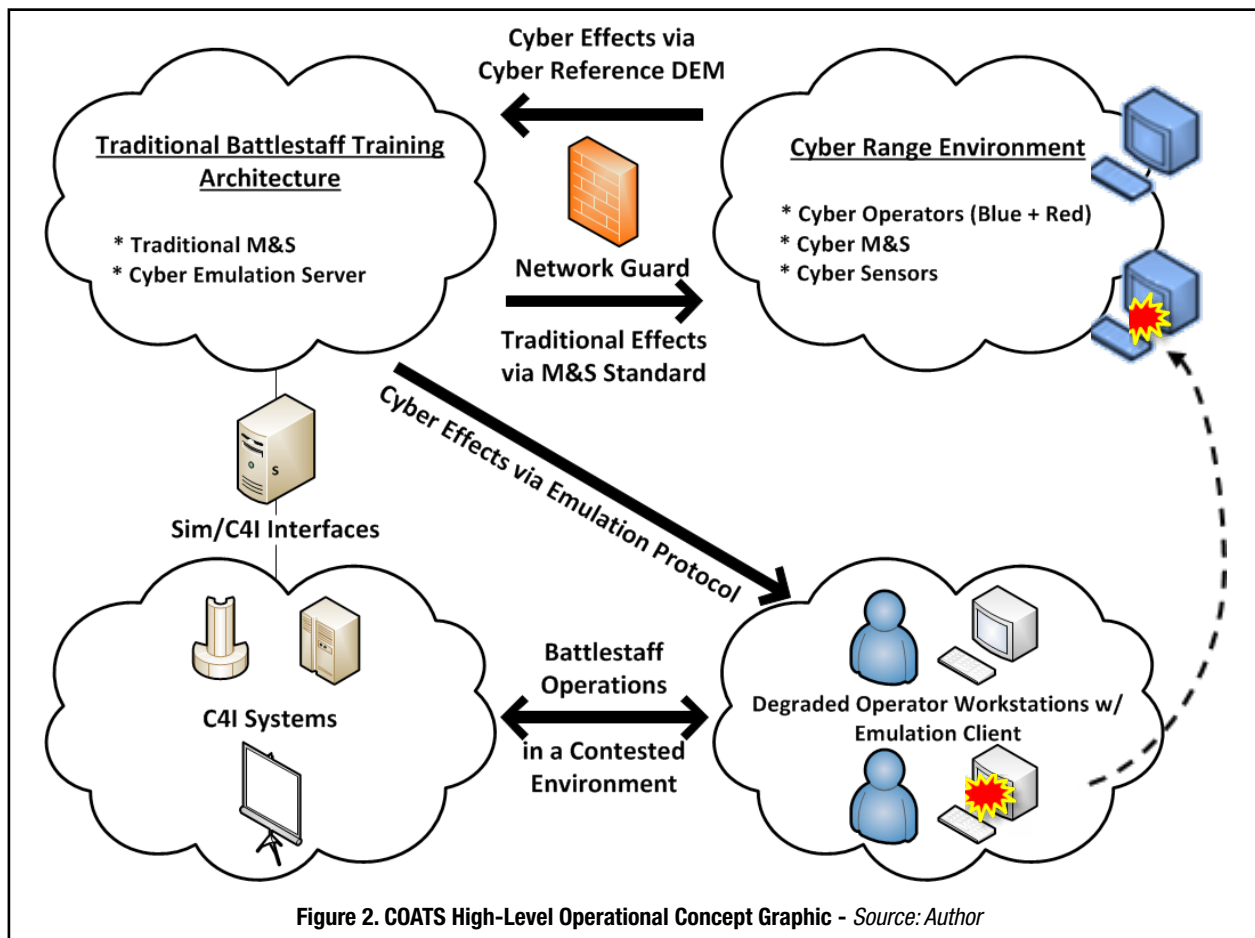 Cyber Effects via
Cyber Reference DEM
Traditional Battlestaff Training
Architecture
* Traditional M&S
* Cyber Emulation Server
Network Guard
Cyber Range Environment
* Cyber Operators (Blue + Red)
* Cyber M&S
* Cyber Sensors
Traditional Effects
via M&S Standard
S
Sim/C4I Interfaces
Cyber Effects via Emulation Protocol
C4I Systems
Battlestaff
Operations
in a Contested
Environment
Degraded Operator Workstations w/
Emulation Client
Figure 2. COATS High-Level Operational Concept Graphic - Source: Author